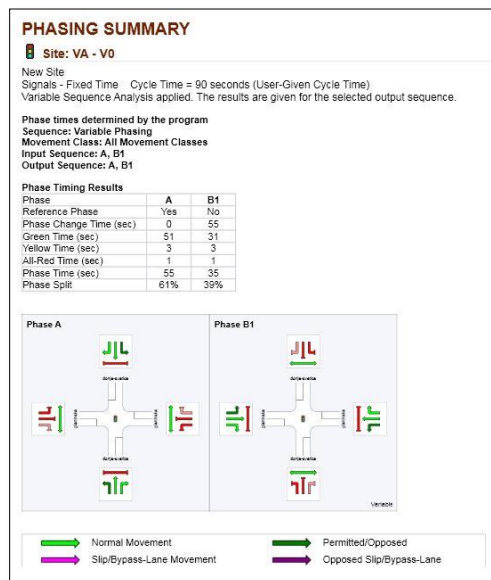 PHASING SUMMARY
Site: VA - V0
New Site
Signals - Fixed Time Cycle Time = 90 seconds (User-Given Cycle Time)
Variable Sequence Analysis applied. The results are given for the selected output sequence.
Phase times determined by the program
Sequence: Variable Phasing
Movement Class: All Movement Classes
Input Sequence: A, B1
Output Sequence: A, B1
Phase Timing Results
Phase A B1
Reference Phase Yes No
Phase Change Time (sec) 0 55
Green Time (sec) 51 31
Yellow Time (sec) 3 3
All-Red Time (sec) 1 1
Phase Time (sec) 55 35
Phase Split 61% 39%
Phase A Phase B1
Variable
Normal Movement Permitted/Opposed
Slip/Bypass-Lane Movement Opposed Slip/Bypass-Lane